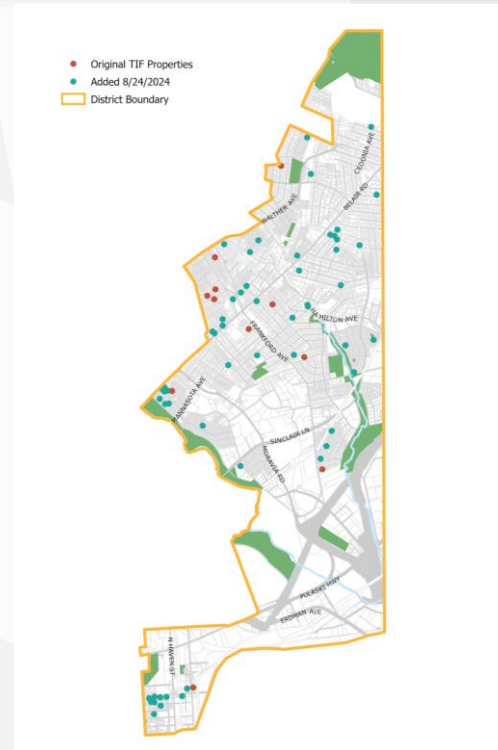 Original TIF Properties
Added 8/24/2024
District Boundary
CEDONIA AVE
BELAIR RD
WALTHER AVE
HAMILTON AVE
FRANKFORD AVE
MANNASOTA AVE
SINCLAIR LN
MORAVIA RD
PULASKI HWY
ERDMAN AVE
N HAVEN ST